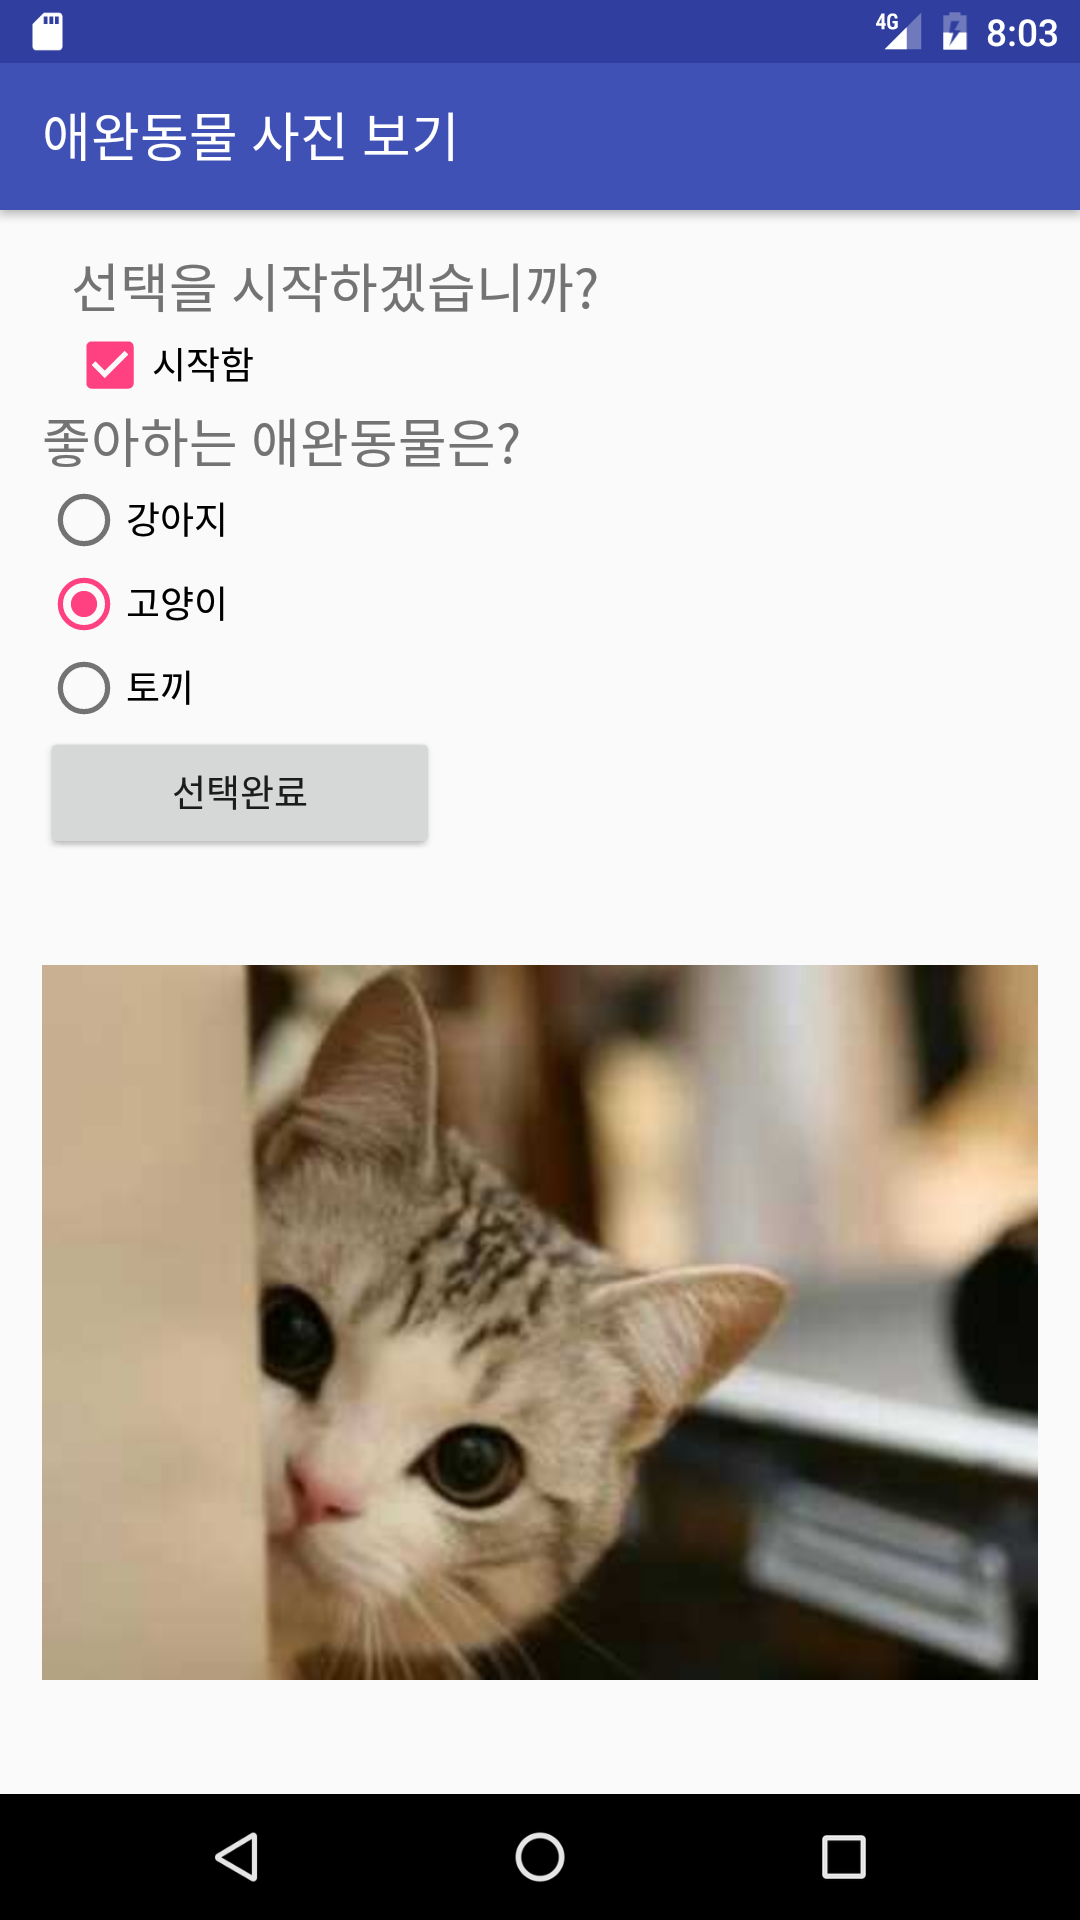 4G 8:03
애완동물 사진 보기
선택을 시작하겠습니까?
시작함
좋아하는 애완동물은?
강아지
고양이
토끼
선택완료